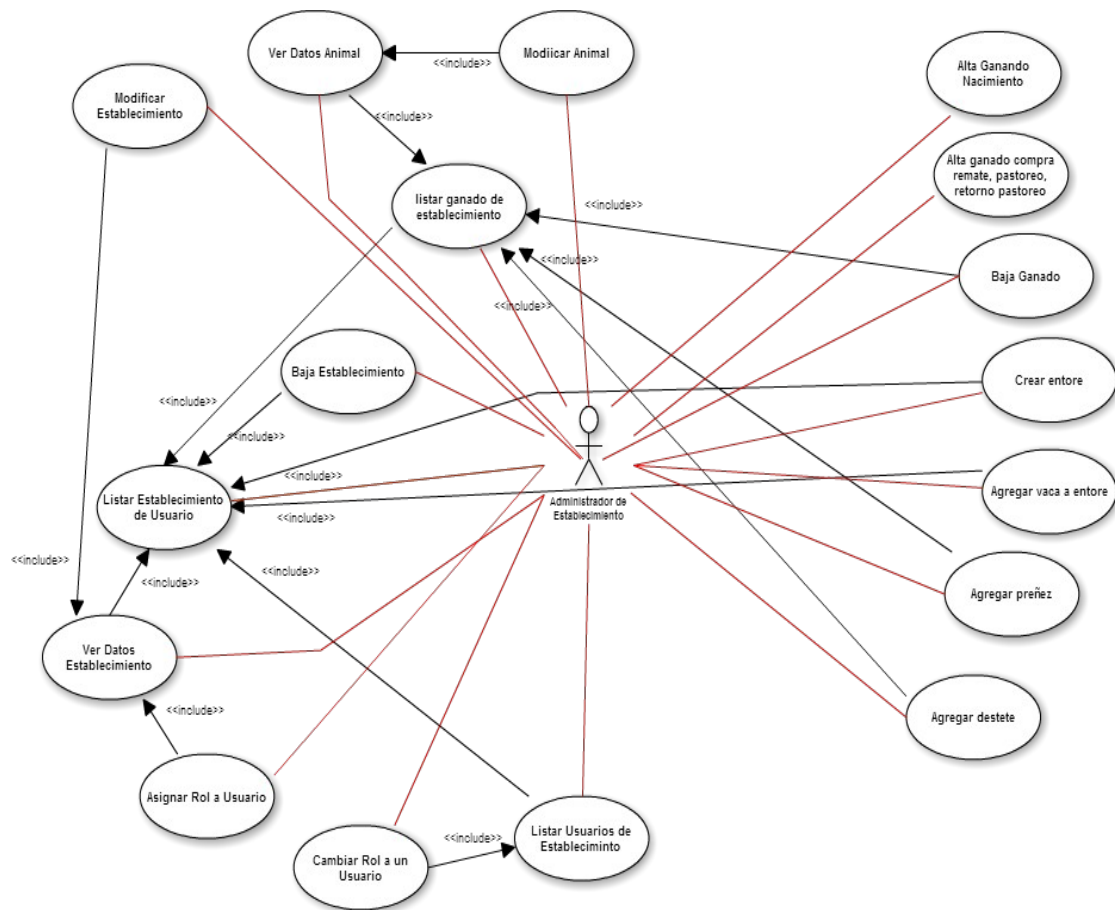 Ver Datos Animal
<<include>>
Modiicar Animal
Alta Ganando
Nacimiento
Modificar
Establecimiento
<<include>>
Alta ganado compra
remate, pastoreo,
retorno pastoreo
listar ganado de
establecimiento
<<include>>
<<include>>
Baja Ganado
<<include>>
Baja Establecimiento
<<include>>
Crear entore
<<include>>
<<include>>
Listar Establecimiento
de Usuario
<<include>>
Administrador de
Establecimiento
Agregar vaca a entore
<<include>>
<<include>>
<<include>>
Agregar preñez
Ver Datos
Establecimiento
<<include>>
Agregar destete
Asignar Rol a Usuario
Listar Usuarios de
Estableciminto
<<include>>
Cambiar Rol a un
Usuario